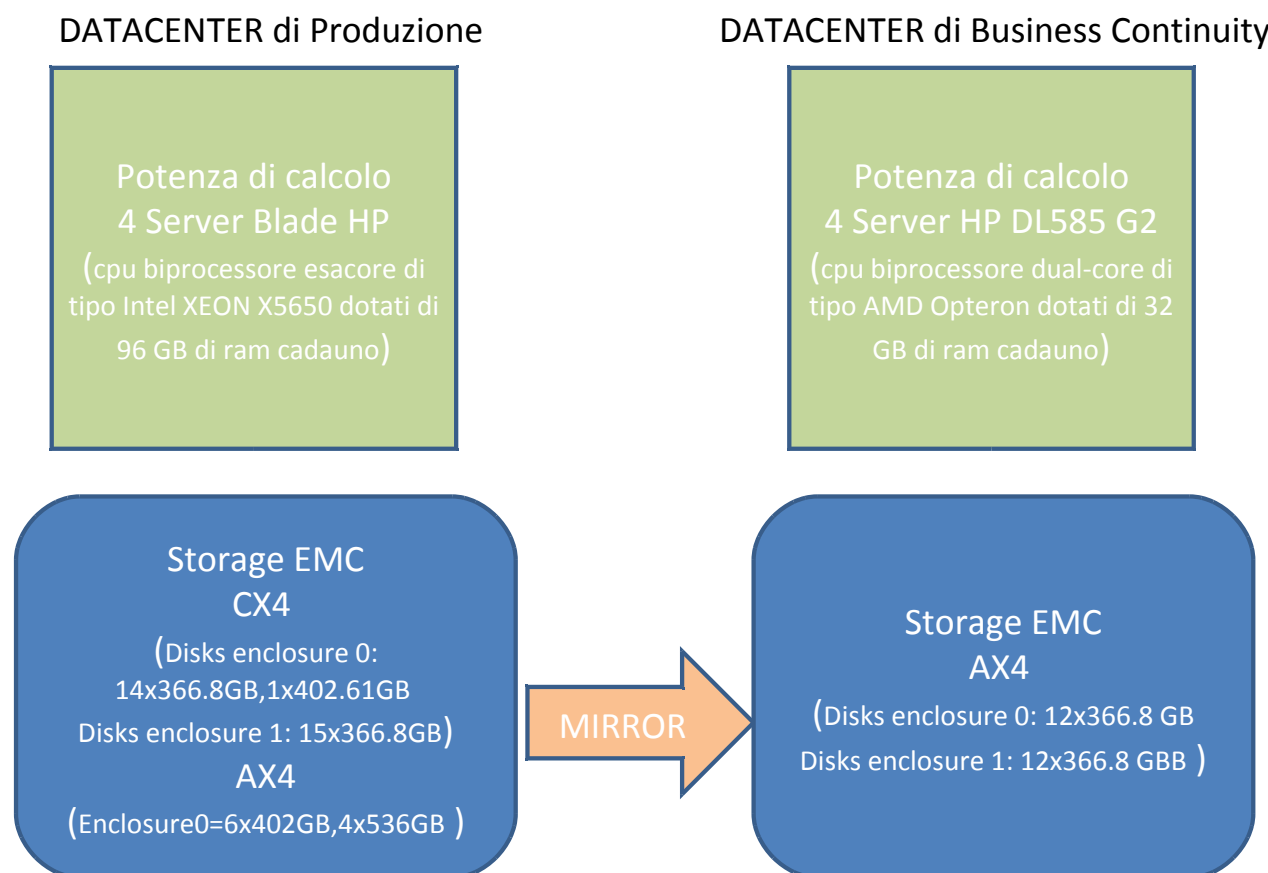 DATACENTER di Produzione
DATACENTER di Business Continuity
Potenza di calcolo
4 Server Blade HP
(cpu biprocessore esacore di
tipo Intel XEON X5650 dotati di
96 GB di ram cadauno)
Potenza di calcolo
4 Server HP DL585 G2
(cpu biprocessore dual-core di
tipo AMD Opteron dotati di 32
GB di ram cadauno)
Storage EMC
CX4
(Disks enclosure 0:
14x366.8GB,1x402.61GB
Disks enclosure 1: 15x366.8GB)
AX4
(Enclosure0=6x402GB,4x536GB )
MIRROR
Storage EMC
AX4
(Disks enclosure 0: 12x366.8 GB
Disks enclosure 1: 12x366.8 GBB )